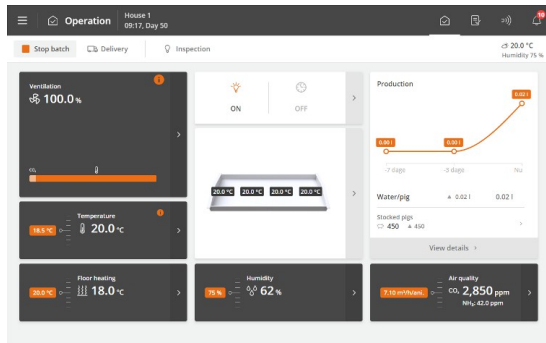 Operation
House 1
09:17, Day 50
10
Stop batch
Delivery
Inspection
20.0 °C
Humidity 75 %
Ventilation
100.0 %
CO₂
ON
OFF
20.0 °C 20.0 °C 20.0 °C 20.0 °C
Temperature
18.5 °C
20.0 °C
Floor heating
20.0 °C
18.0 °C
Humidity
75 %
62 %
Production
0.02 l
0.00 l
0.00 l
-7 dage
-3 dage
Nu
Water/pig
0.02 l
0.02 l
Stocked pigs
450
450
View details
Air quality
7.10 m³/h/ani.
CO₂ 2,850 ppm
NH₃: 42.0 ppm